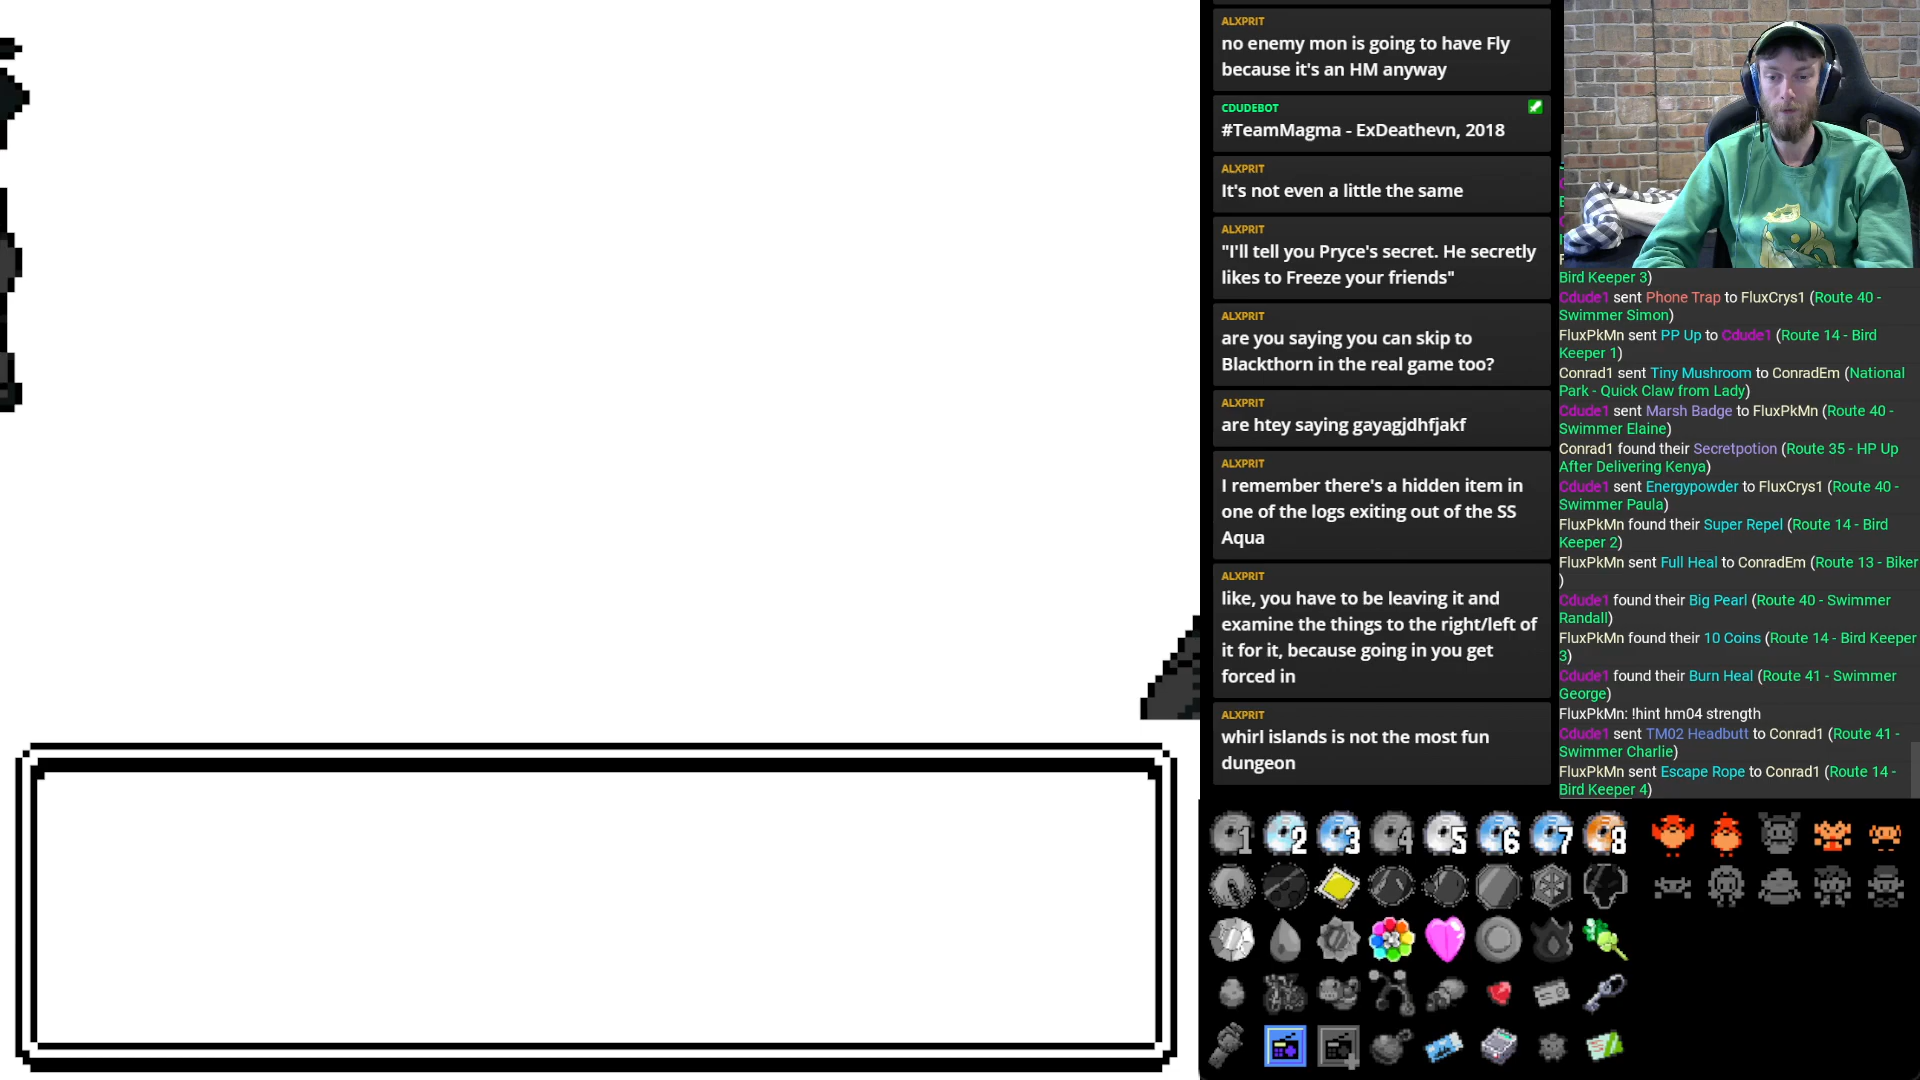 ALXPRIT
no enemy mon is going to have Fly
because it's an HM anyway
CDUDEBOT
#TeamMagma - ExDeathevn, 2018
ALXPRIT
It's not even a little the same
ALXPRIT
"I'll tell you Pryce's secret. He secretly
likes to Freeze your friends"
ALXPRIT
are you saying you can skip to
Blackthorn in the real game too?
ALXPRIT
are htey saying gayagjdhfjakf
ALXPRIT
I remember there's a hidden item in
one of the logs exiting out of the SS
Aqua
ALXPRIT
like, you have to be leaving it and
examine the things to the right/left of
it for it, because going in you get
forced in
ALXPRIT
whirl islands is not the most fun
dungeon
Bird Keeper 3)
Cdude1 sent Phone Trap to FluxCrys1 (Route 40 -
Swimmer Simon)
FluxPkMn sent PP Up to Cdude1 (Route 14 - Bird
Keeper 1)
Conrad1 sent Tiny Mushroom to ConradEm (National
Park - Quick Claw from Lady)
Cdude1 sent Marsh Badge to FluxPkMn (Route 40 -
Swimmer Elaine)
Conrad1 found their Secretpotion (Route 35 - HP Up
After Delivering Kenya)
Cdude1 sent Energypowder to FluxCrys1 (Route 40 -
Swimmer Paula)
FluxPkMn found their Super Repel (Route 14 - Bird
Keeper 2)
FluxPkMn sent Full Heal to ConradEm (Route 13 - Biker
)
Cdude1 found their Big Pearl (Route 40 - Swimmer
Randall)
FluxPkMn found their 10 Coins (Route 14 - Bird Keeper
3)
Cdude1 found their Burn Heal (Route 41 - Swimmer
George)
FluxPkMn: !hint hm04 strength
Cdude1 sent TM02 Headbutt to Conrad1 (Route 41 -
Swimmer Charlie)
FluxPkMn sent Escape Rope to Conrad1 (Route 14 -
Bird Keeper 4)
1 2 3 4 5 6 7 8